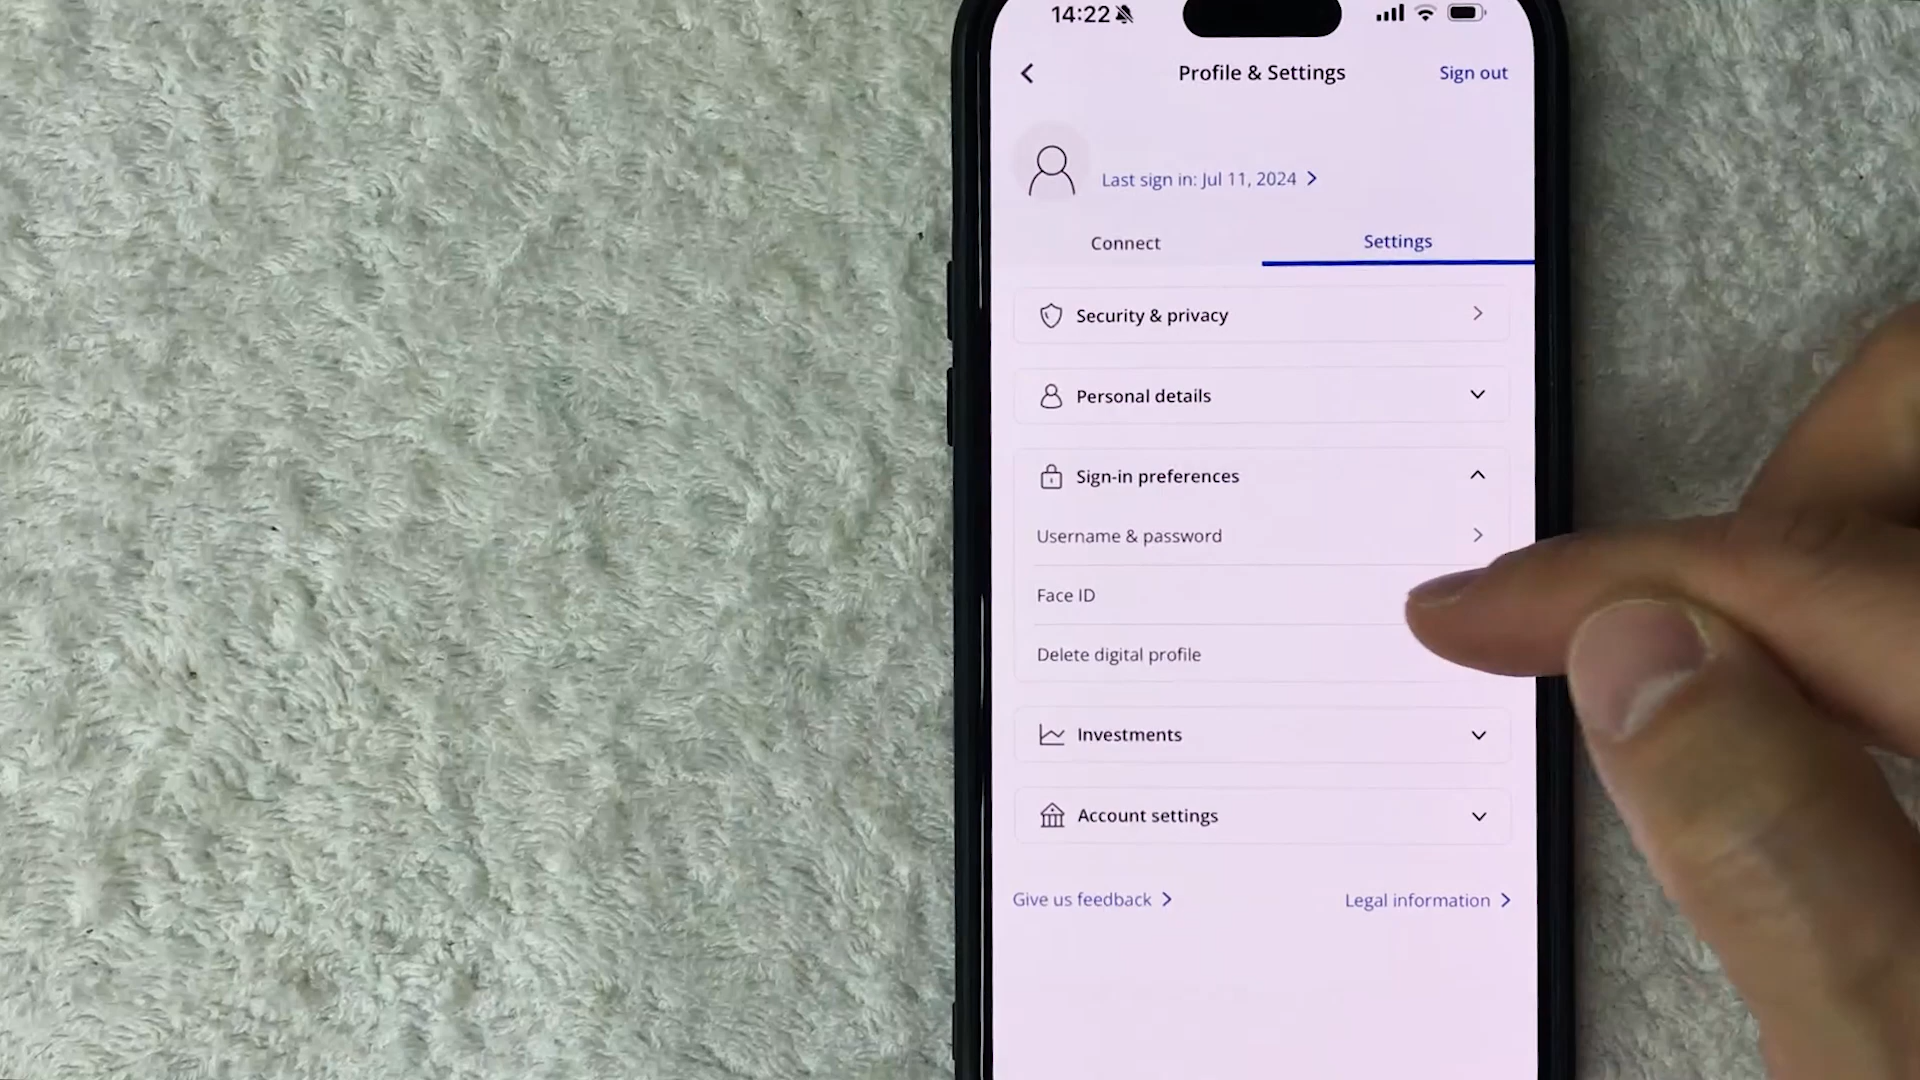 14:22
Profile & Settings
Sign out
Last sign in: Jul 11, 2024
Connect
Settings
Security & privacy
Personal details
Sign-in preferences
Username & password
Face ID
Delete digital profile
Investments
Account settings
Give us feedback
Legal information